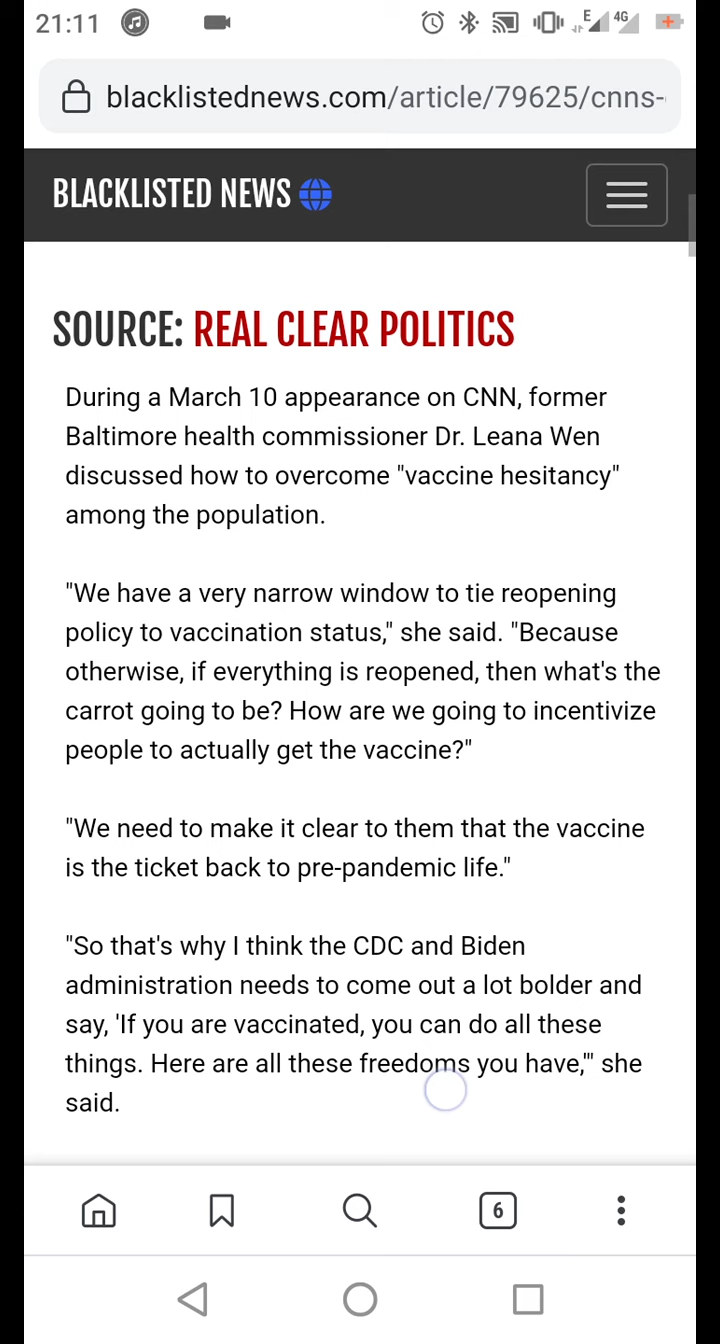 21:11
E
4G
blacklistednews.com/article/79625/cnns-
BLACKLISTED NEWS
SOURCE: REAL CLEAR POLITICS
During a March 10 appearance on CNN, former
Baltimore health commissioner Dr. Leana Wen
discussed how to overcome "vaccine hesitancy"
among the population.
"We have a very narrow window to tie reopening
policy to vaccination status," she said. "Because
otherwise, if everything is reopened, then what's the
carrot going to be? How are we going to incentivize
people to actually get the vaccine?"
"We need to make it clear to them that the vaccine
is the ticket back to pre-pandemic life."
"So that's why I think the CDC and Biden
administration needs to come out a lot bolder and
say, 'If you are vaccinated, you can do all these
things. Here are all these freedoms you have,'" she
said.
6